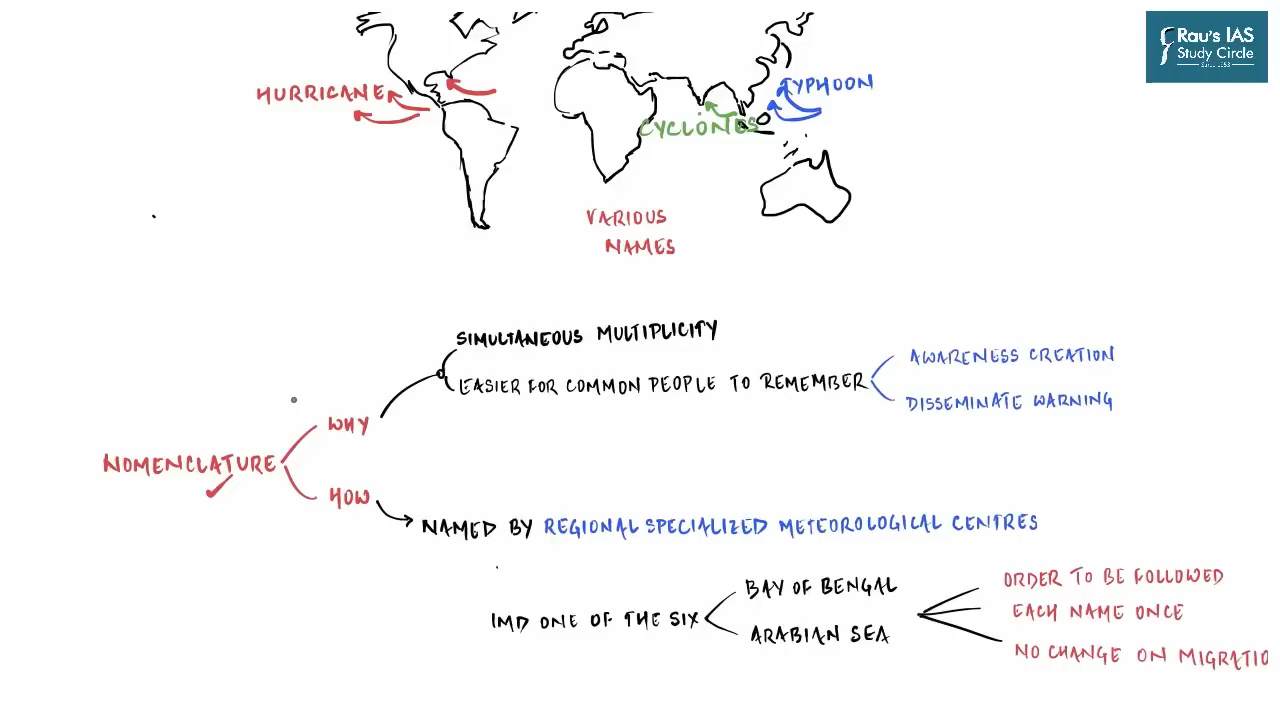 Rau's IAS
Study Circle
Since 1953
HURRICANE
TYPHOON
CYCLONES
VARIOUS
NAMES
SIMULTANEOUS MULTIPLICITY
EASIER FOR COMMON PEOPLE TO REMEMBER
AWARENESS CREATION
DISSEMINATE WARNING
WHY
NOMENCLATURE
HOW
NAMED BY REGIONAL SPECIALIZED METEOROLOGICAL CENTRES
IMD ONE OF THE SIX
BAY OF BENGAL
ARABIAN SEA
ORDER TO BE FOLLOWED
EACH NAME ONCE
NO CHANGE ON MIGRATIO